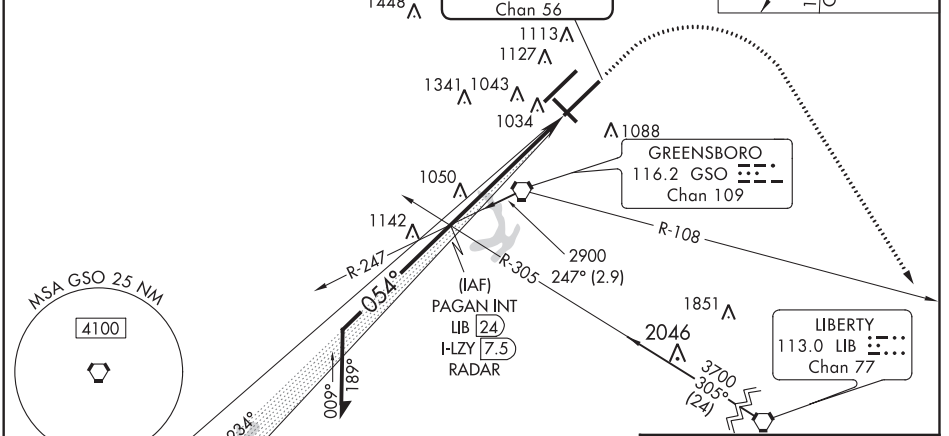 1448
Chan 56
1113
1127
1341
1043
1034
1088
GREENSBORO
116.2 GSO
Chan 109
1050
1142
R-108
R-247
2900
247° (2.9)
R-305
054°
(IAF)
PAGAN INT
LIB 24
I-LZY 7.5
RADAR
MSA GSO 25 NM
4100
1851
2046
LIBERTY
113.0 LIB
Chan 77
3700
305°
(24)
009°
189°
234°